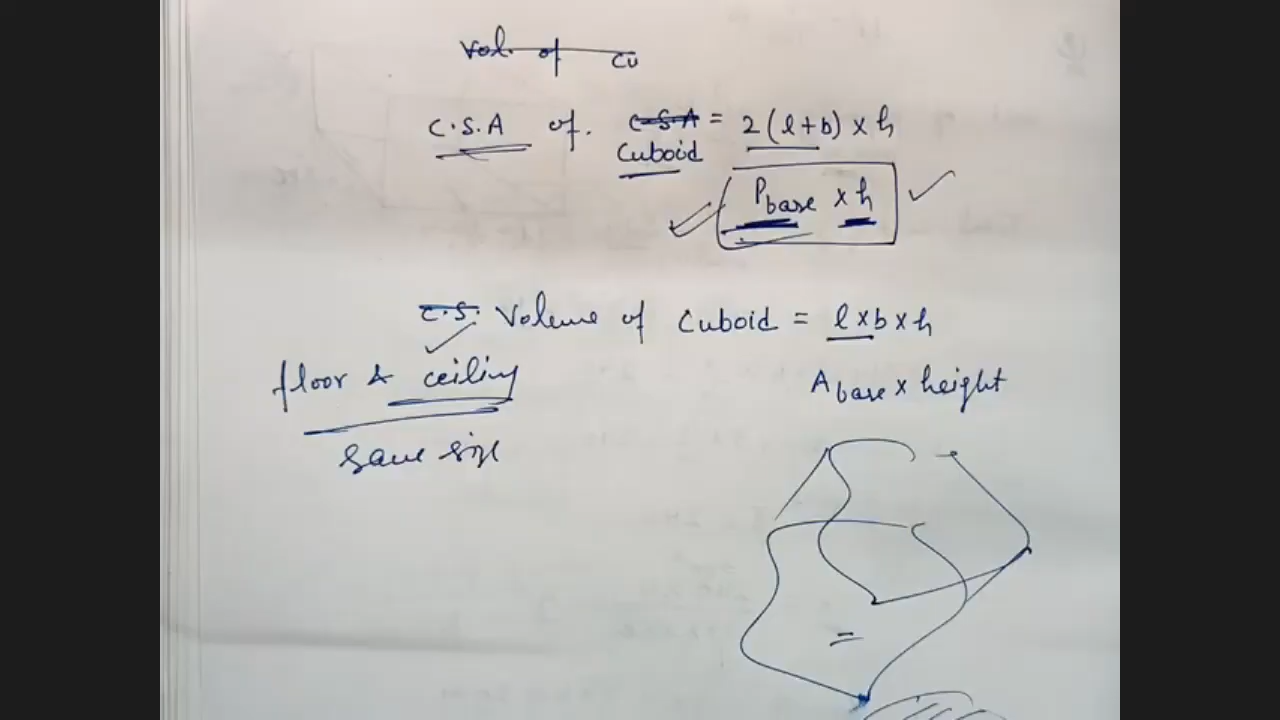 Vol. of Cu
C.S.A of. C.S.A = 2(l+b) × h
Cuboid
P base × h
C.S. Volume of Cuboid = l×b×h
floor & ceiling
A base × height
Same size